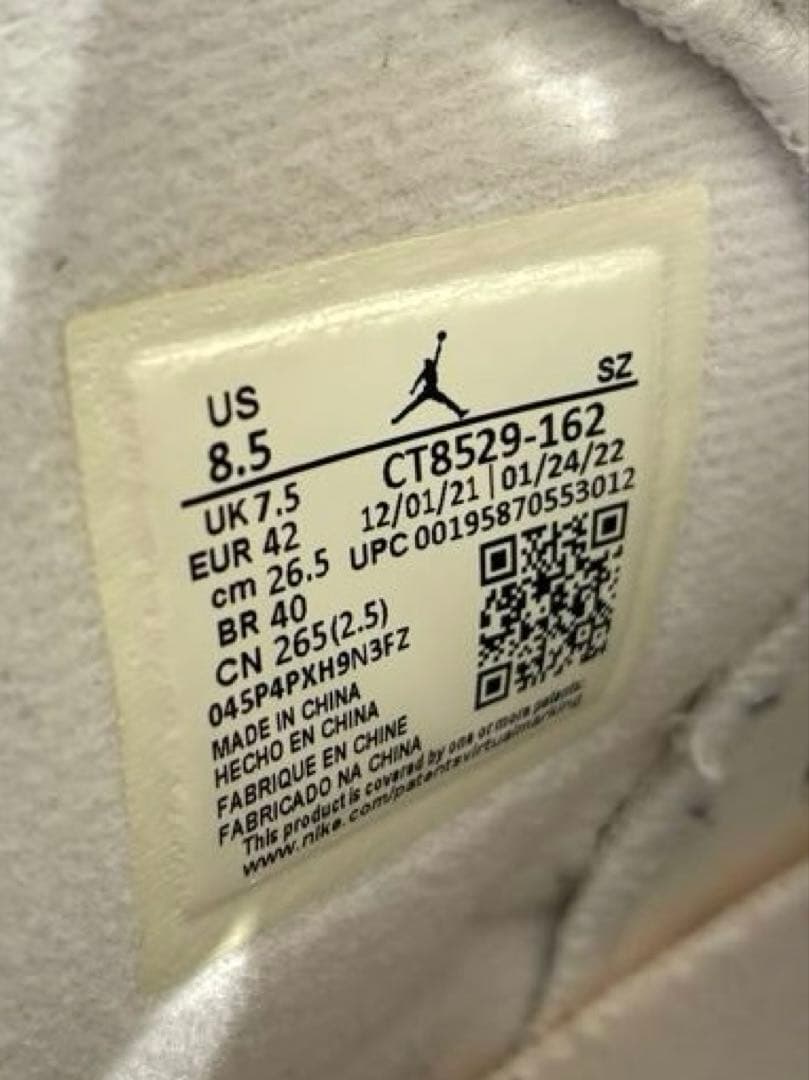 US
8.5
SZ
CT8529-162
12/01/21 | 01/24/22
UPC 00195870553012
UK 7.5
EUR 42
cm 26.5
BR 40
CN 265(2.5)
045P4PXH9N3FZ
MADE IN CHINA
HECHO EN CHINA
FABRIQUE EN CHINE
FABRICADO NA CHINA
This product is covered by one or more patents.
www.nike.com/patentsvirtualmarking